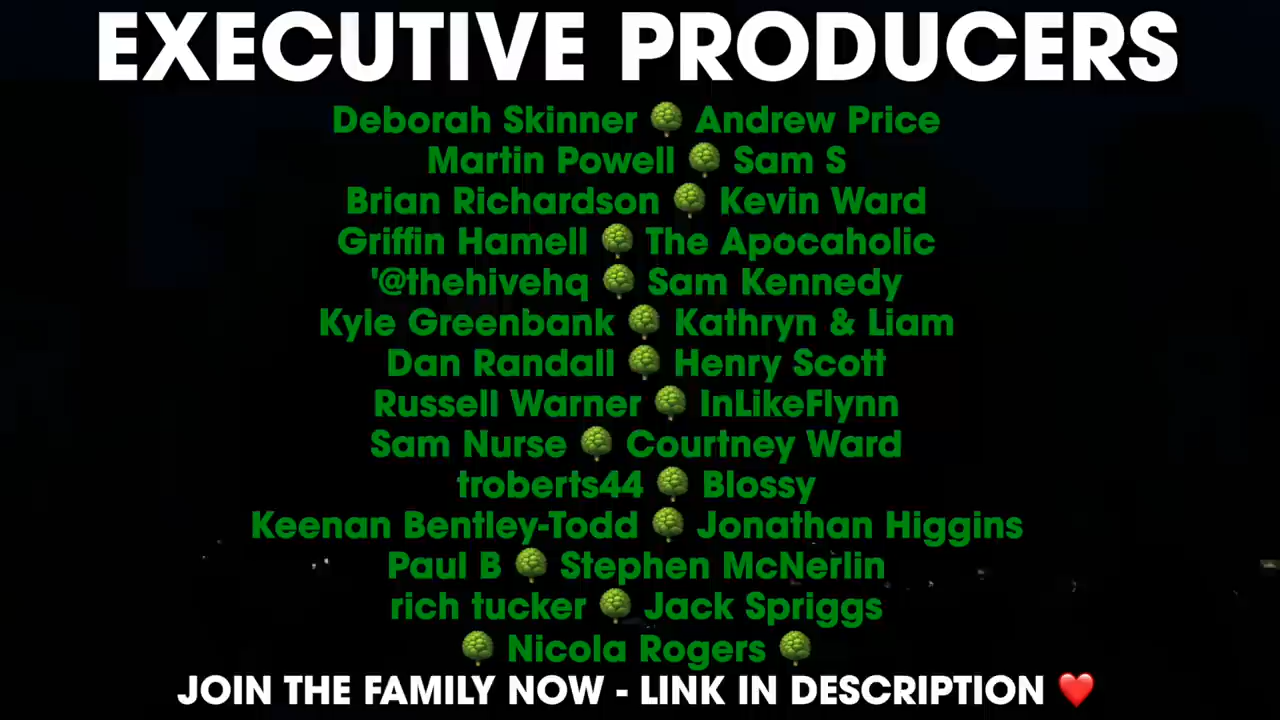 EXECUTIVE PRODUCERS
Deborah Skinner 🌳 Andrew Price
Martin Powell 🌳 Sam S
Brian Richardson 🌳 Kevin Ward
Griffin Hamell 🌳 The Apocaholic
'@thehivehq 🌳 Sam Kennedy
Kyle Greenbank 🌳 Kathryn & Liam
Dan Randall 🌳 Henry Scott
Russell Warner 🌳 InLikeFlynn
Sam Nurse 🌳 Courtney Ward
troberts44 🌳 Blossy
Keenan Bentley-Todd 🌳 Jonathan Higgins
Paul B 🌳 Stephen McNerlin
rich tucker 🌳 Jack Spriggs
🌳 Nicola Rogers 🌳
JOIN THE FAMILY NOW - LINK IN DESCRIPTION ❤️